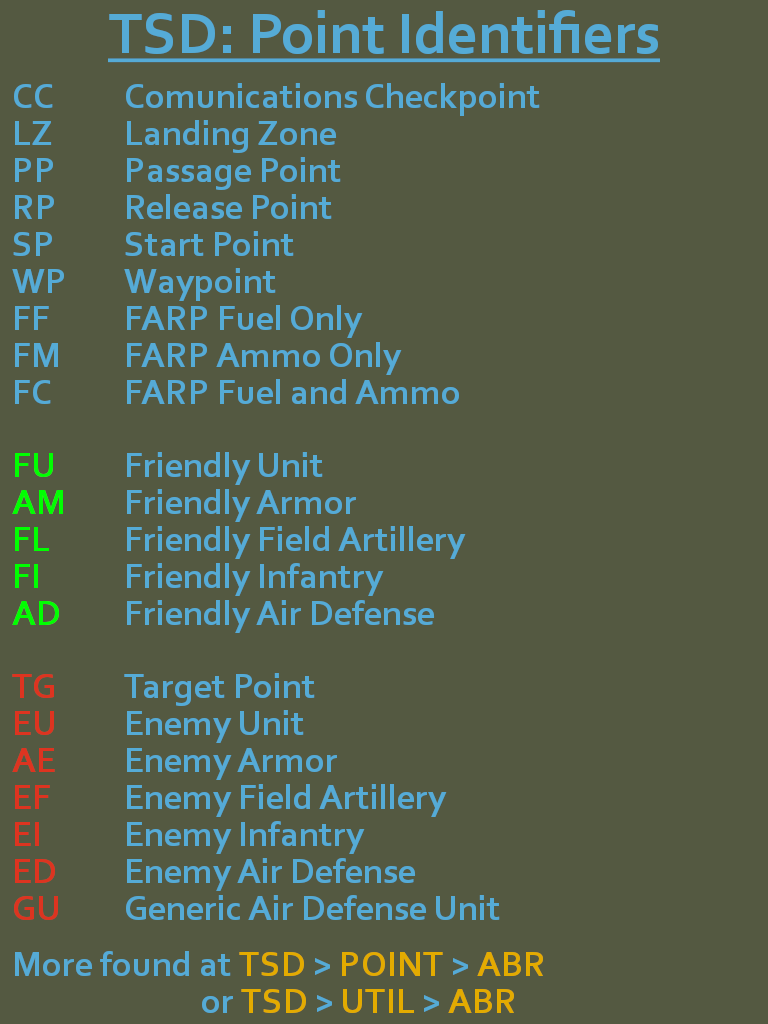 TSD: Point Identifiers
CC Comunications Checkpoint
LZ Landing Zone
PP Passage Point
RP Release Point
SP Start Point
WP Waypoint
FF FARP Fuel Only
FM FARP Ammo Only
FC FARP Fuel and Ammo
FU Friendly Unit
AM Friendly Armor
FL Friendly Field Artillery
FI Friendly Infantry
AD Friendly Air Defense
TG Target Point
EU Enemy Unit
AE Enemy Armor
EF Enemy Field Artillery
EI Enemy Infantry
ED Enemy Air Defense
GU Generic Air Defense Unit
More found at TSD > POINT > ABR
or TSD > UTIL > ABR